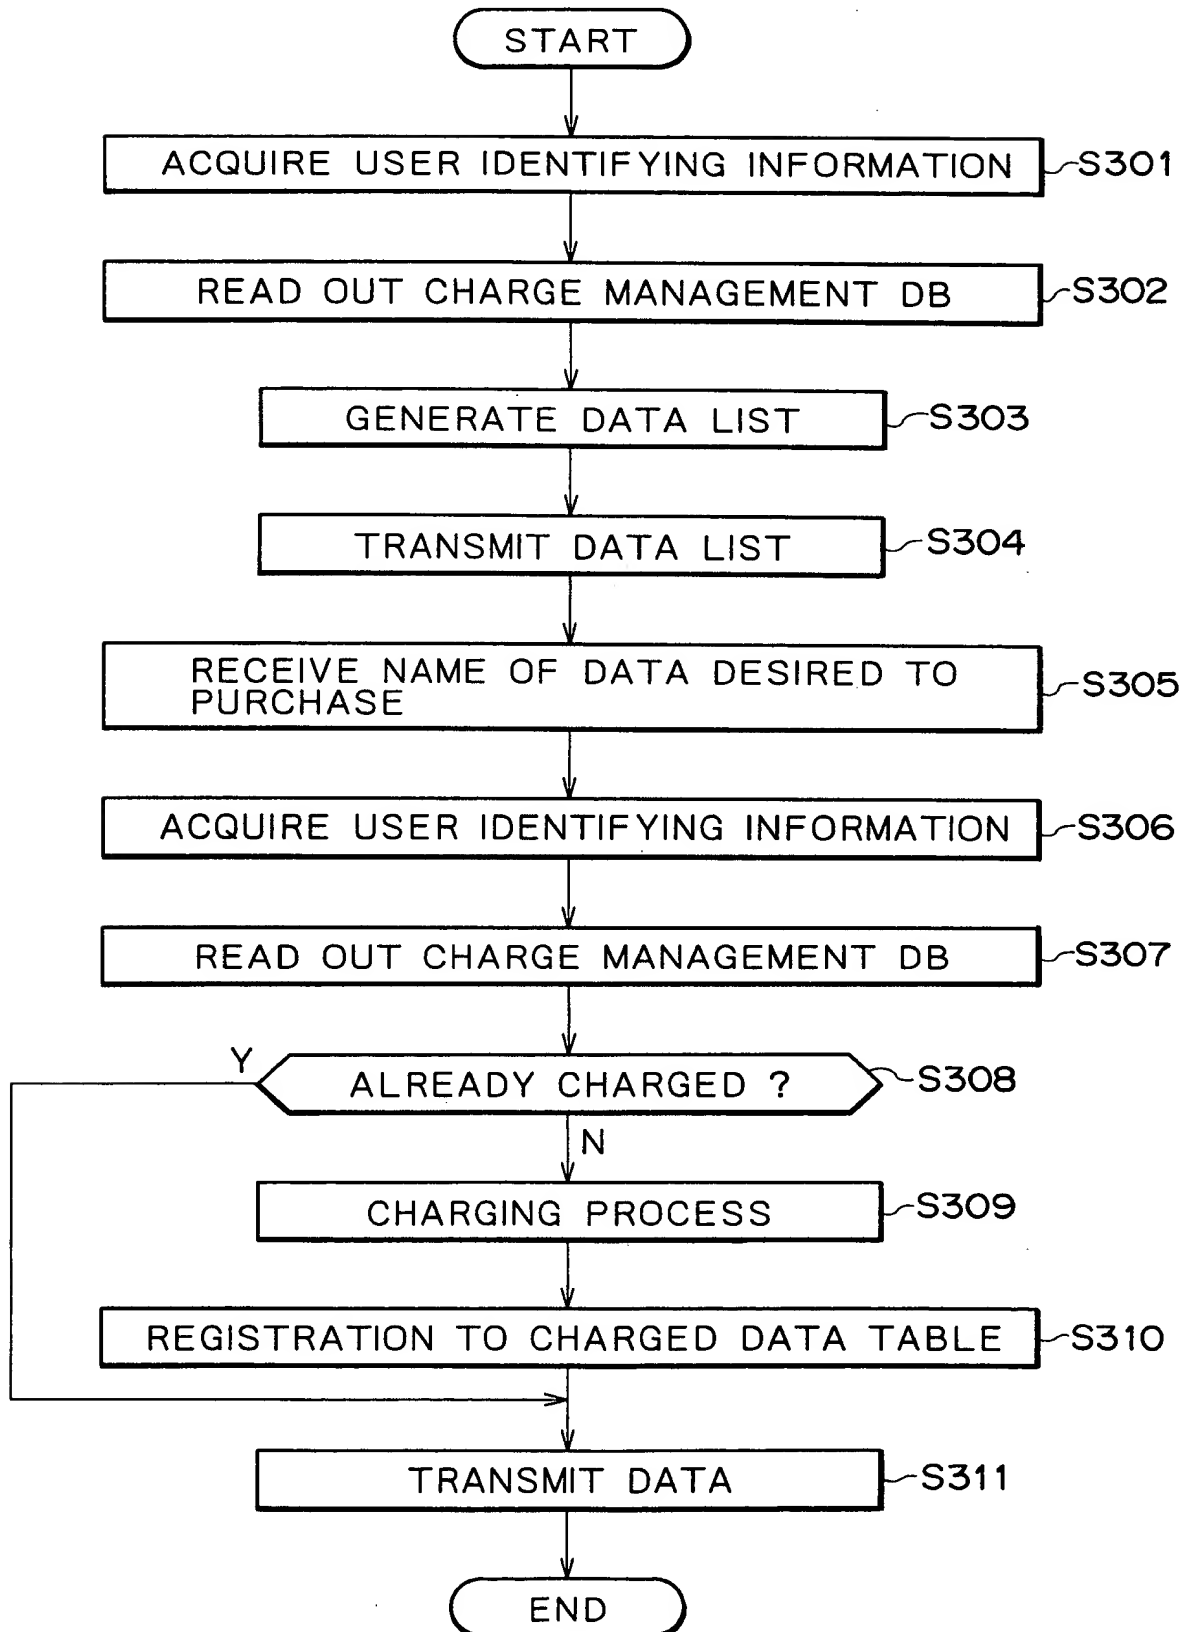 START
ACQUIRE USER IDENTIFYING INFORMATION S301
READ OUT CHARGE MANAGEMENT DB S302
GENERATE DATA LIST S303
TRANSMIT DATA LIST S304
RECEIVE NAME OF DATA DESIRED TO
PURCHASE
S305
ACQUIRE USER IDENTIFYING INFORMATION S306
READ OUT CHARGE MANAGEMENT DB S307
Y
ALREADY CHARGED ? S308
N
CHARGING PROCESS S309
REGISTRATION TO CHARGED DATA TABLE S310
TRANSMIT DATA S311
END